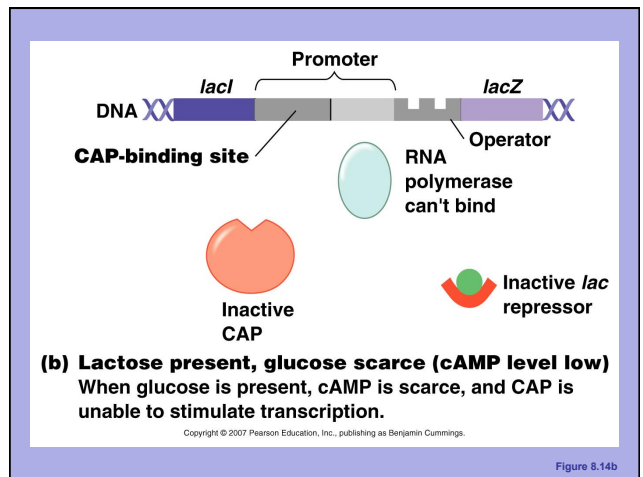 Promoter
lacI
lacZ
DNA
Operator
CAP-binding site
RNA
polymerase
can't bind
Inactive
CAP
Inactive lac
repressor
(b) Lactose present, glucose scarce (cAMP level low)
When glucose is present, cAMP is scarce, and CAP is
unable to stimulate transcription.
Copyright © 2007 Pearson Education, Inc., publishing as Benjamin Cummings.
Figure 8.14b